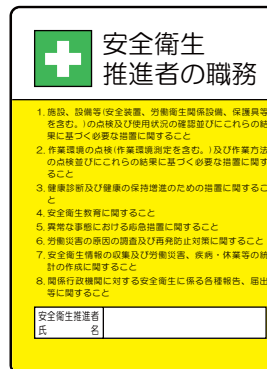 安全衛生
推進者の職務
1. 施設、設備等(安全装置、労働衛生関係設備、保護具等
を含む。)の点検及び使用状況の確認並びにこれらの結
果に基づく必要な措置に関すること
2. 作業環境の点検(作業環境測定を含む。)及び作業方法
の点検並びにこれらの結果に基づく必要な措置に関す
ること
3. 健康診断及び健康の保持増進のための措置に関するこ
と
4. 安全衛生教育に関すること
5. 異常な事態における応急措置に関すること
6. 労働災害の原因の調査及び再発防止対策に関すること
7. 安全衛生情報の収集及び労働災害、疾病・休業等の統
計の作成に関すること
8. 関係行政機関に対する安全衛生に係る各種報告、届出
等に関すること
安全衛生推進者
氏名